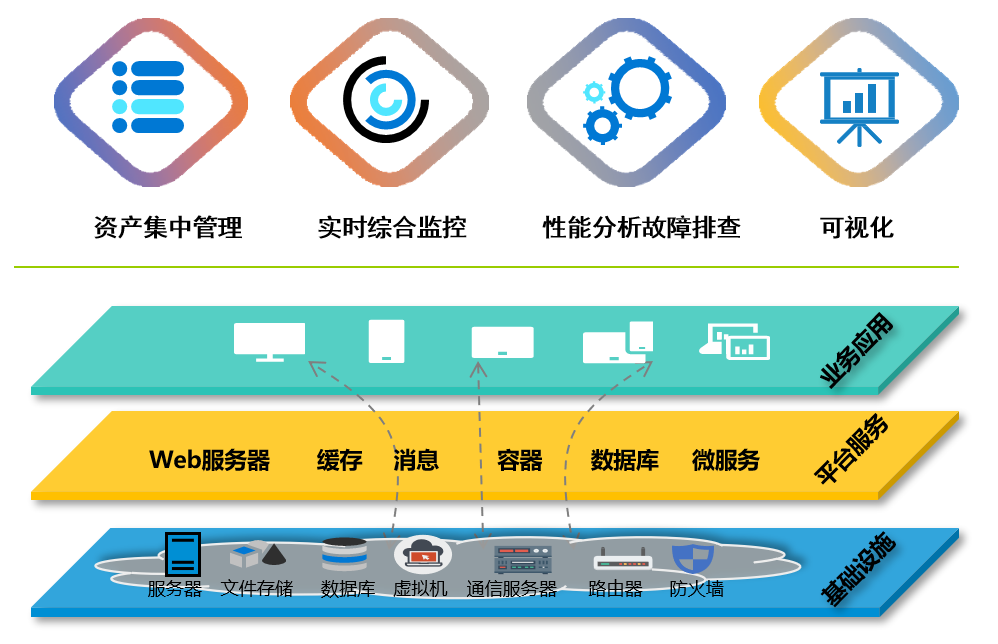 资产集中管理
实时综合监控
性能分析故障排查
可视化
业务应用
Web服务器
缓存
消息
容器
数据库
微服务
平台服务
服务器
文件存储
数据库
虚拟机
通信服务器
路由器
防火墙
基础设施